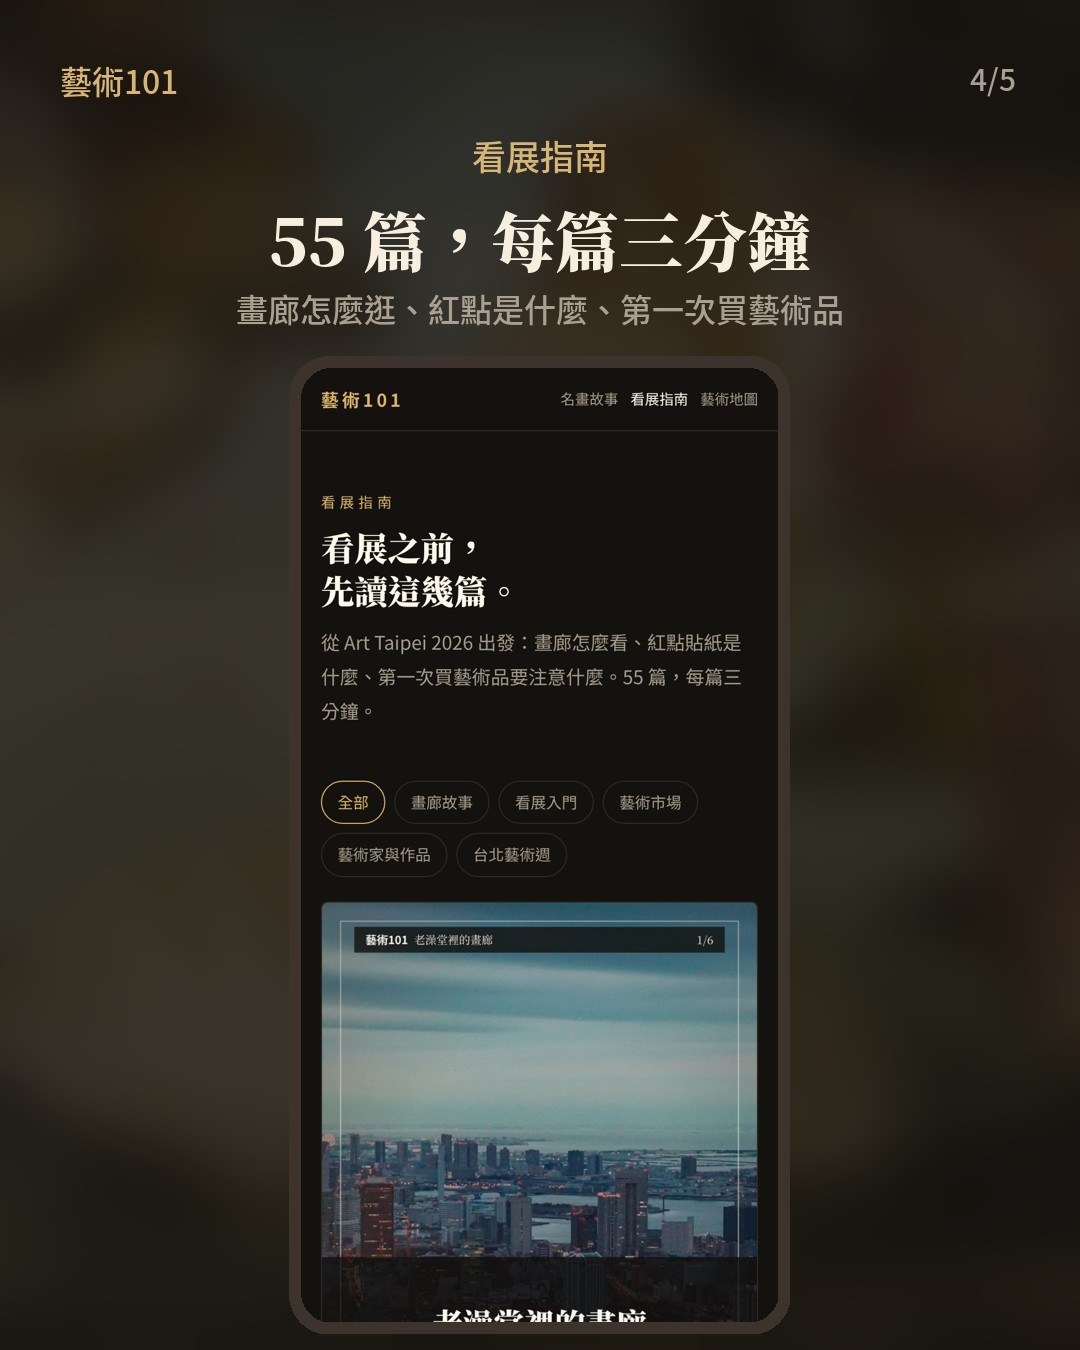 藝術101
4/5
看展指南
55 篇，每篇三分鐘
畫廊怎麼逛、紅點是什麼、第一次買藝術品
藝術101
名畫故事 看展指南 藝術地圖
看展指南
看展之前，
先讀這幾篇。
從 Art Taipei 2026 出發：畫廊怎麼看、紅點貼紙是
什麼、第一次買藝術品要注意什麼。55 篇，每篇三
分鐘。
全部 畫廊故事 看展入門 藝術市場
藝術家與作品 台北藝術週
藝術101 老澡堂裡的畫廊
1/6
老澡堂裡的畫廊